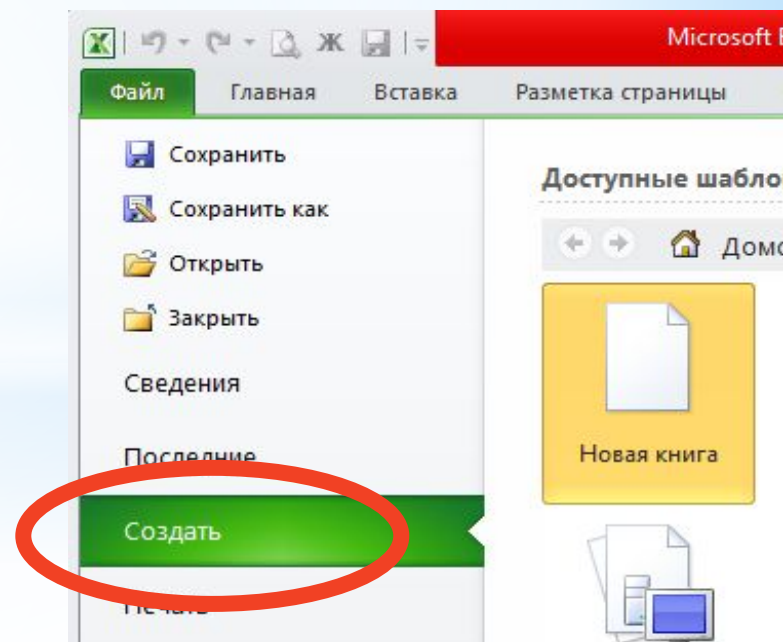 Ж
Microsoft
Файл Главная Вставка Разметка страницы
Сохранить
Сохранить как
Открыть
Закрыть
Сведения
Последние
Создать
Печать
Доступные шабло
Домо
Новая книга